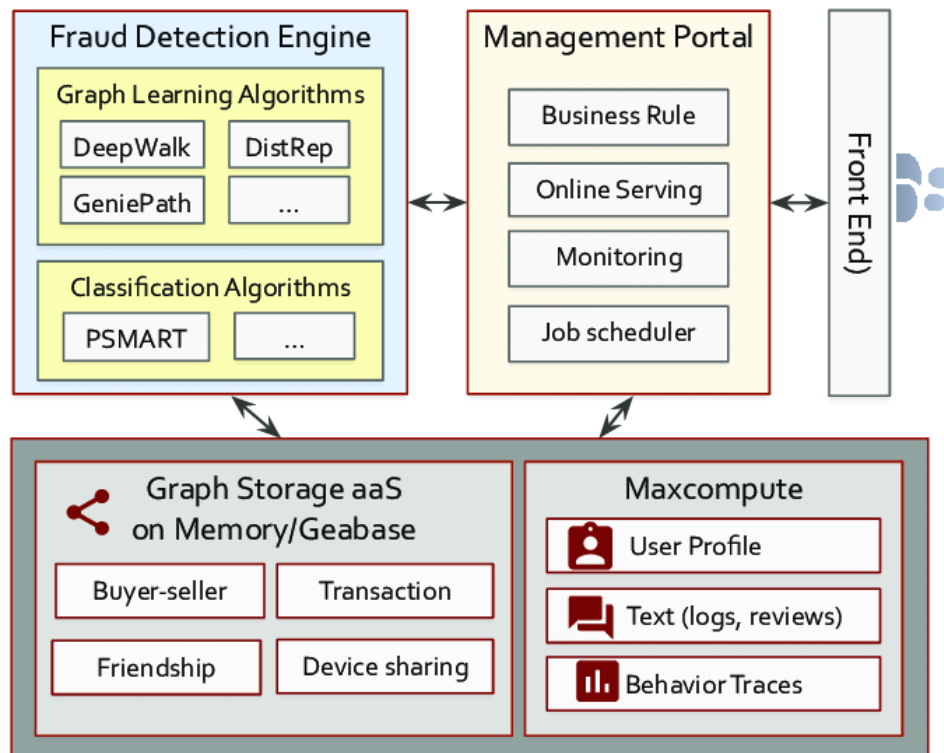 Fraud Detection Engine
Graph Learning Algorithms
DeepWalk
DistRep
GeniePath
...
Classification Algorithms
PSMART
...
Management Portal
Business Rule
Online Serving
Monitoring
Job scheduler
Front End)
Graph Storage aaS
on Memory/Geabase
Buyer-seller
Transaction
Friendship
Device sharing
Maxcompute
User Profile
Text (logs, reviews)
Behavior Traces